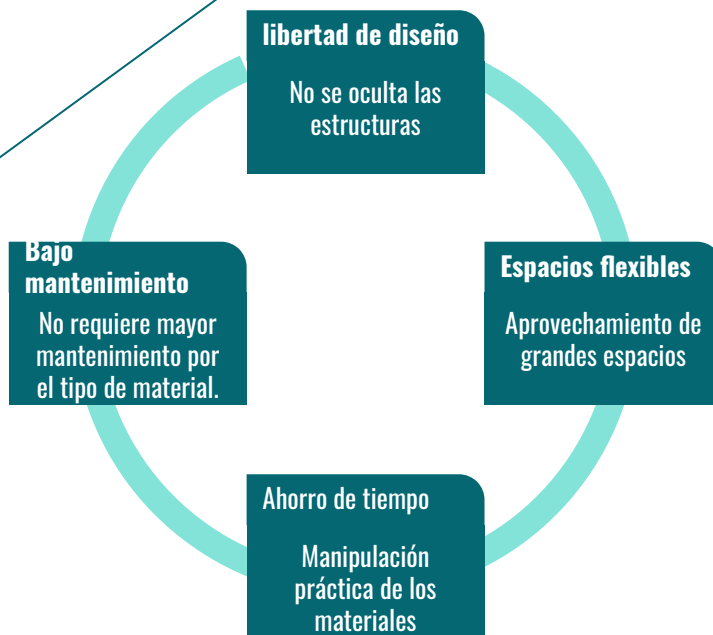 libertad de diseño
No se oculta las
estructuras
Bajo
mantenimiento
No requiere mayor
mantenimiento por
el tipo de material.
Espacios flexibles
Aprovechamiento de
grandes espacios
Ahorro de tiempo
Manipulación
práctica de los
materiales